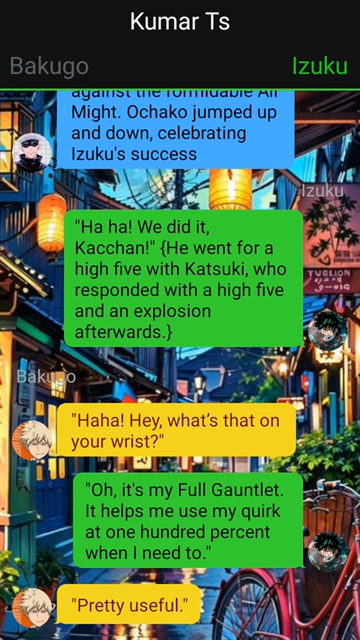 Kumar Ts
Bakugo
Izuku
against the formidable All
Might. Ochako jumped up
and down, celebrating
Izuku's success
Izuku
"Ha ha! We did it,
Kacchan!" {He went for a
high five with Katsuki, who
responded with a high five
and an explosion
afterwards.}
Bakugo
"Haha! Hey, what's that on
your wrist?"
"Oh, it's my Full Gauntlet.
It helps me use my quirk
at one hundred percent
when I need to."
"Pretty useful."